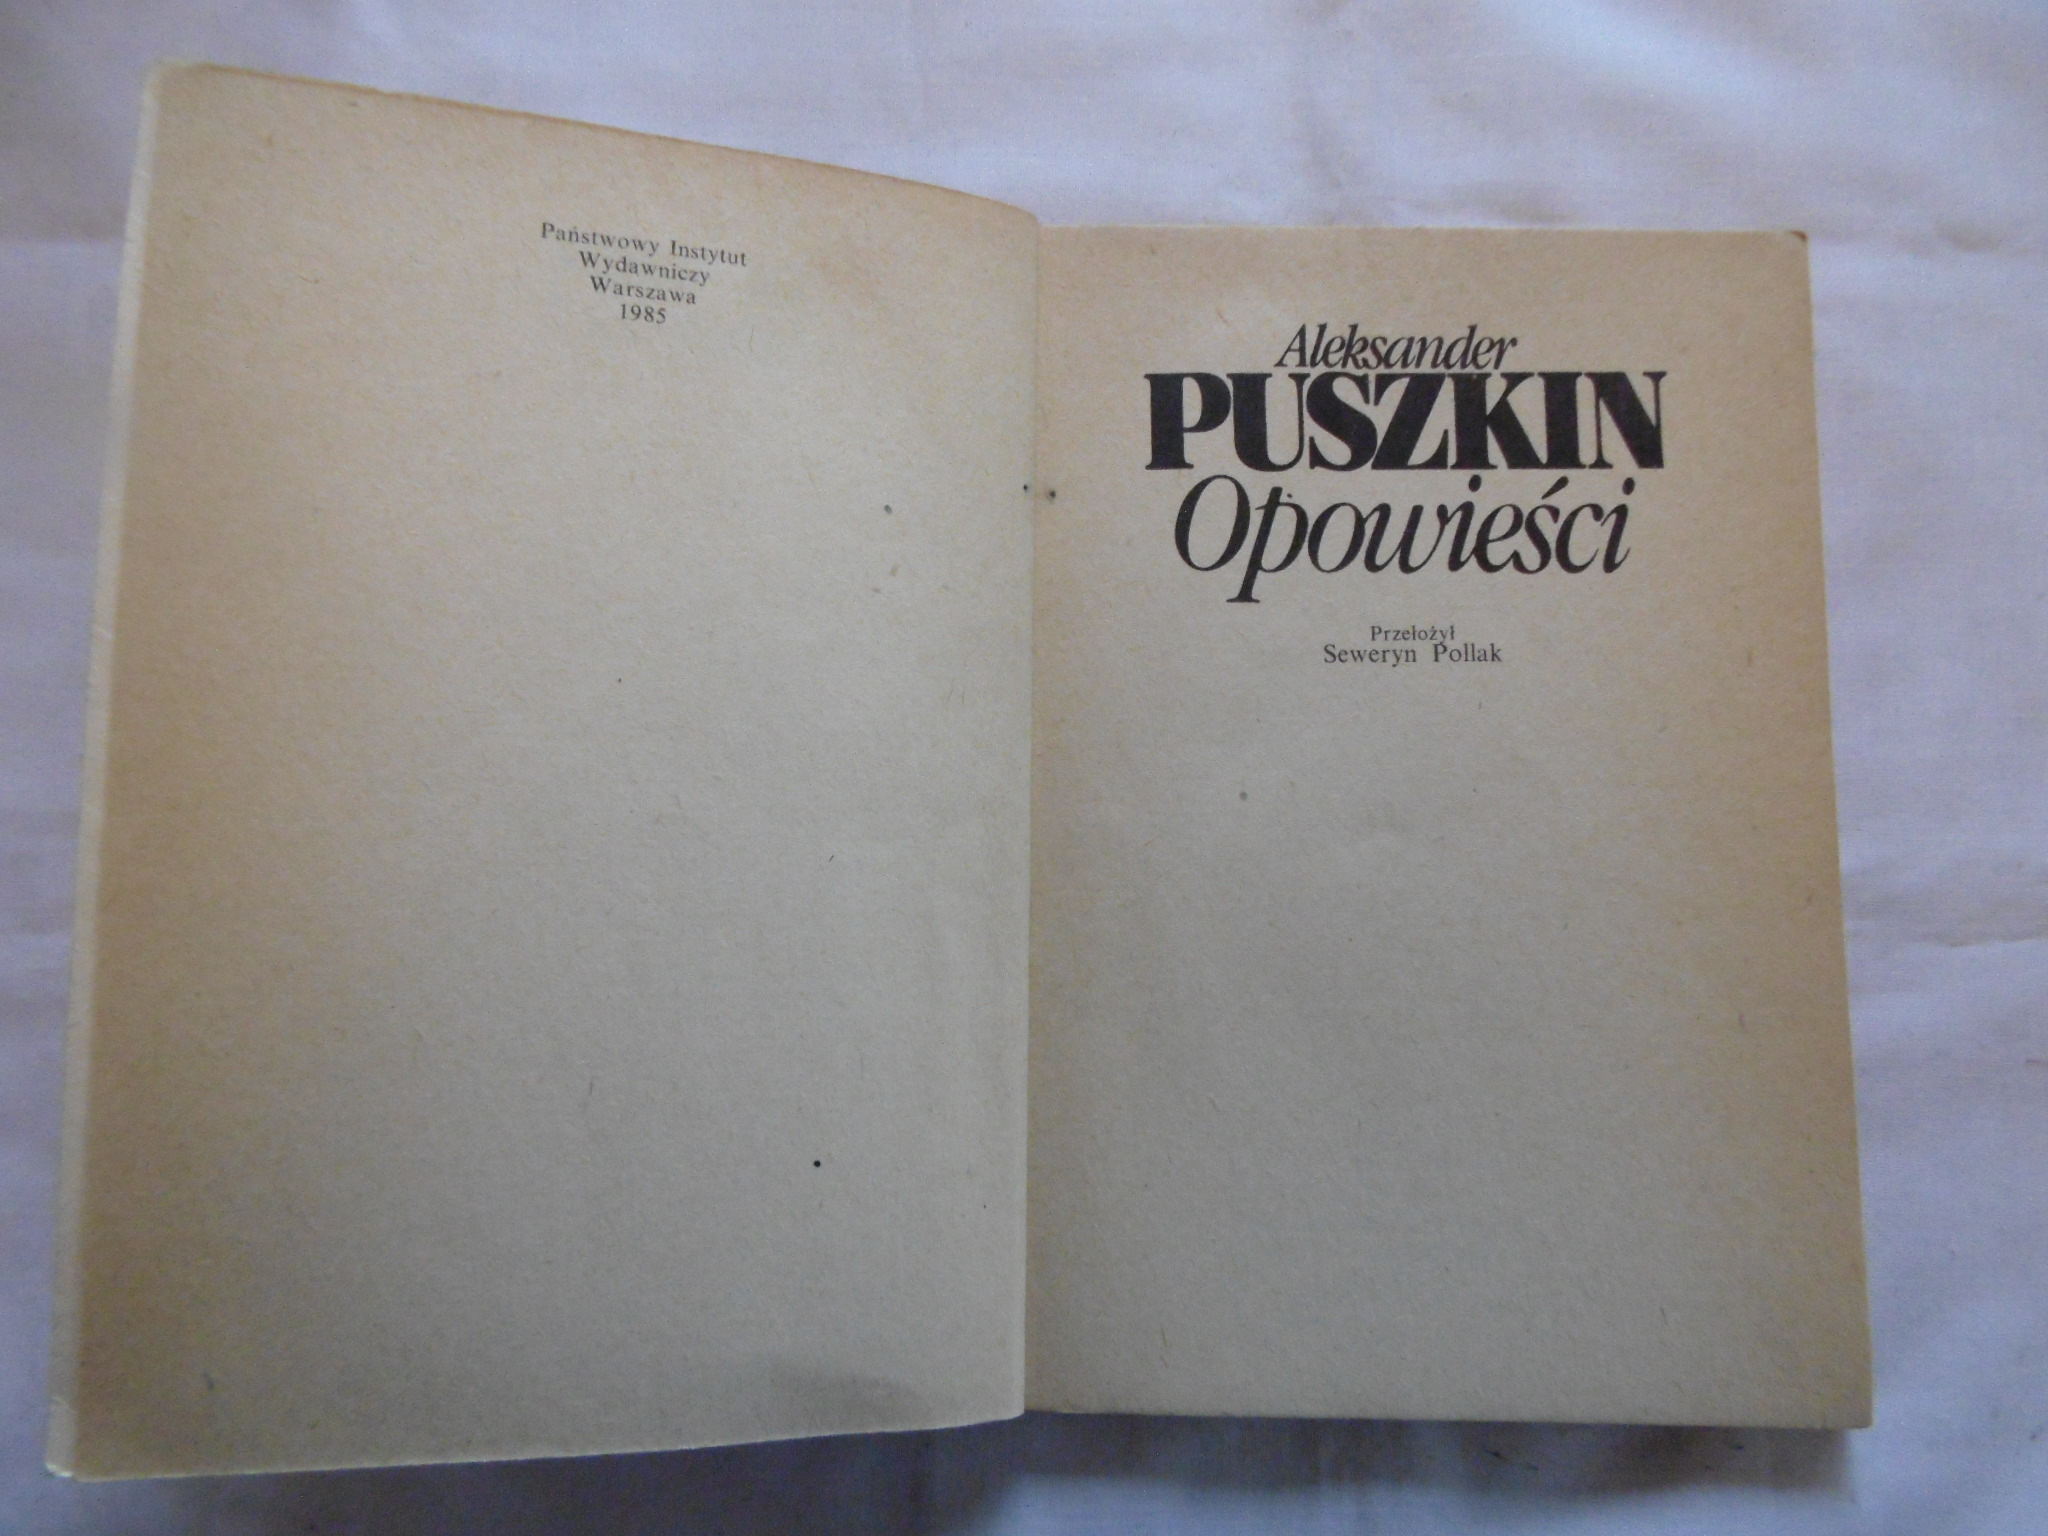 Państwowy Instytut
Wydawniczy
Warszawa
1985
Aleksander
PUSZKIN
Opowieści
Przełożył
Seweryn Pollak